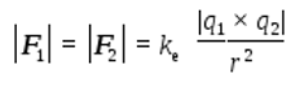 |F₁| = |F₂| = kₑ |q₁ × q₂| / r²